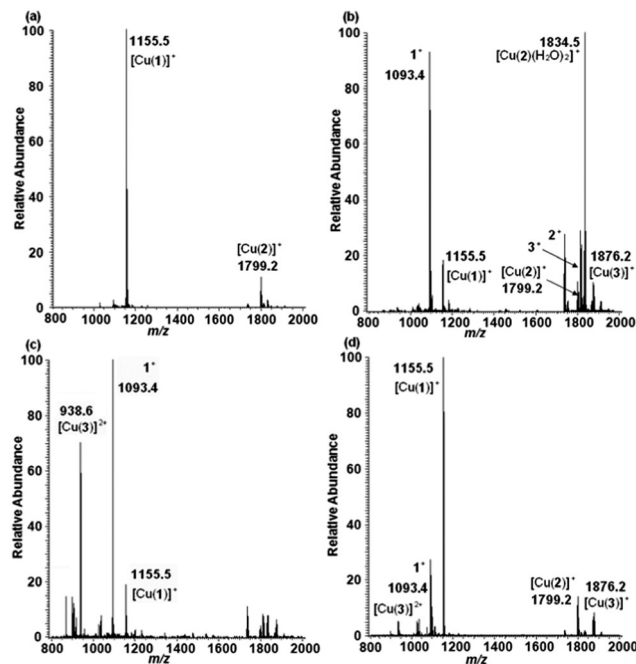 (a)
100
80
60
40
20
0
Relative Abundance
1155.5
[Cu(1)]⁺
[Cu(2)]⁺
1799.2
800 1000 1200 1400 1600 1800 2000
m/z
(b)
100
80
60
40
20
0
Relative Abundance
1⁺
1093.4
1834.5
[Cu(2)(H₂O)₂]⁺
1155.5
[Cu(1)]⁺
2⁺
3⁺
[Cu(2)]⁺
1799.2
1876.2
[Cu(3)]⁺
800 1000 1200 1400 1600 1800 2000
m/z
(c)
100
80
60
40
20
0
Relative Abundance
1⁺
1093.4
938.6
[Cu(3)]²⁺
1155.5
[Cu(1)]⁺
800 1000 1200 1400 1600 1800 2000
m/z
(d)
100
80
60
40
20
0
Relative Abundance
1155.5
[Cu(1)]⁺
1⁺
1093.4
[Cu(3)]²⁺
[Cu(2)]⁺
1799.2
1876.2
[Cu(3)]⁺
800 1000 1200 1400 1600 1800 2000
m/z